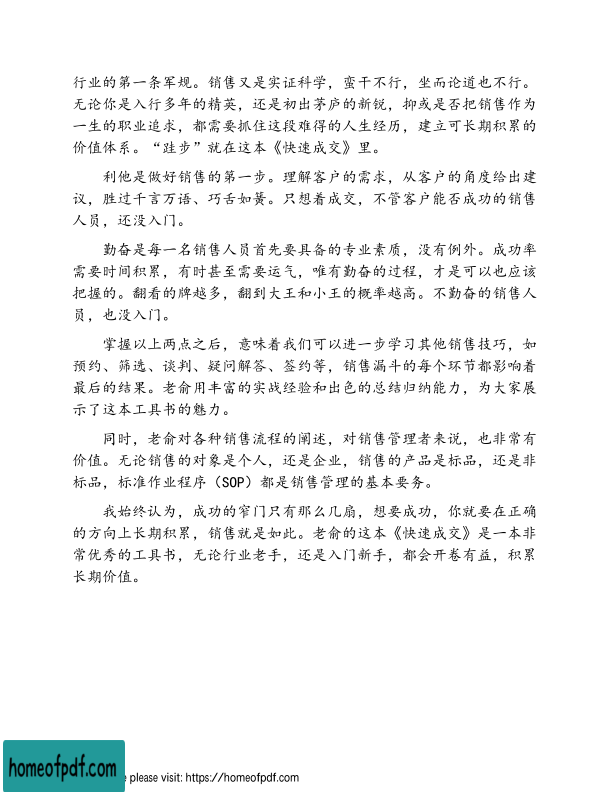 行业的第一条军规。销售又是实证科学，蛮干不行，坐而论道也不行。
无论你是入行多年的精英，还是初出茅庐的新锐，抑或是否把销售作为
一生的职业追求，都需要抓住这段难得的人生经历，建立可长期积累的
价值体系。“跬步”就在这本《快速成交》里。
利他是做好销售的第一步。理解客户的需求，从客户的角度给出建
议，胜过千言万语、巧舌如簧。只想着成交，不管客户能否成功的销售
人员，还没入门。
勤奋是每一名销售人员首先要具备的专业素质，没有例外。成功率
需要时间积累，有时甚至需要运气，唯有勤奋的过程，才是可以也应该
把握的。翻看的牌越多，翻到大王和小王的概率越高。不勤奋的销售人
员，也没入门。
掌握以上两点之后，意味着我们可以进一步学习其他销售技巧，如
预约、筛选、谈判、疑问解答、签约等，销售漏斗的每个环节都影响着
最后的结果。老俞用丰富的实战经验和出色的总结归纳能力，为大家展
示了这本工具书的魅力。
同时，老俞对各种销售流程的阐述，对销售管理者来说，也非常有
价值。无论销售的对象是个人，还是企业，销售的产品是标品，还是非
标品，标准作业程序（SOP）都是销售管理的基本要务。
我始终认为，成功的窄门只有那么几扇，想要成功，你就要在正确
的方向上长期积累，销售就是如此。老俞的这本《快速成交》是一本非
常优秀的工具书，无论行业老手，还是入门新手，都会开卷有益，积累
长期价值。
homeofpdf.com
e please visit: https://homeofpdf.com